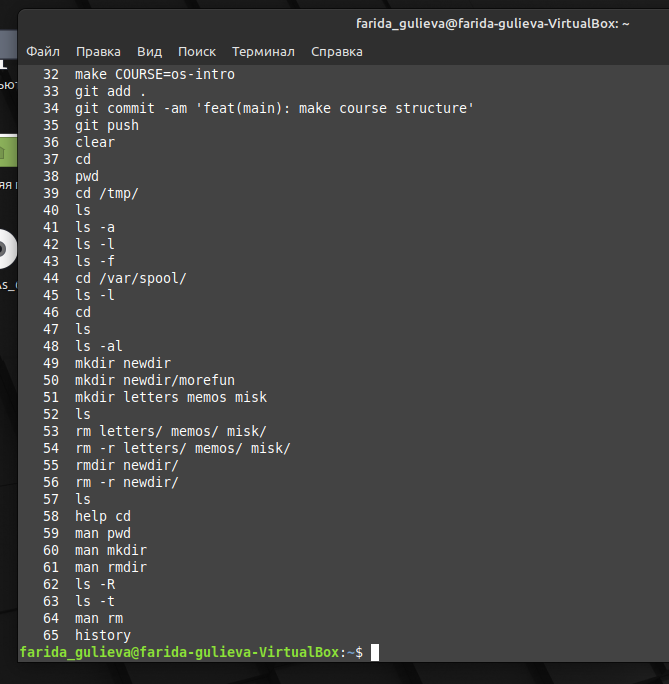 farida_gulieva@farida-gulieva-VirtualBox: ~
Файл Правка Вид Поиск Терминал Справка
32 make COURSE=os-intro
33 git add .
34 git commit -am 'feat(main): make course structure'
35 git push
36 clear
37 cd
38 pwd
39 cd /tmp/
40 ls
41 ls -a
42 ls -l
43 ls -f
44 cd /var/spool/
45 ls -l
46 cd
47 ls
48 ls -al
49 mkdir newdir
50 mkdir newdir/morefun
51 mkdir letters memos misk
52 ls
53 rm letters/ memos/ misk/
54 rm -r letters/ memos/ misk/
55 rmdir newdir/
56 rm -r newdir/
57 ls
58 help cd
59 man pwd
60 man mkdir
61 man rmdir
62 ls -R
63 ls -t
64 man rm
65 history
farida_gulieva@farida-gulieva-VirtualBox:~$